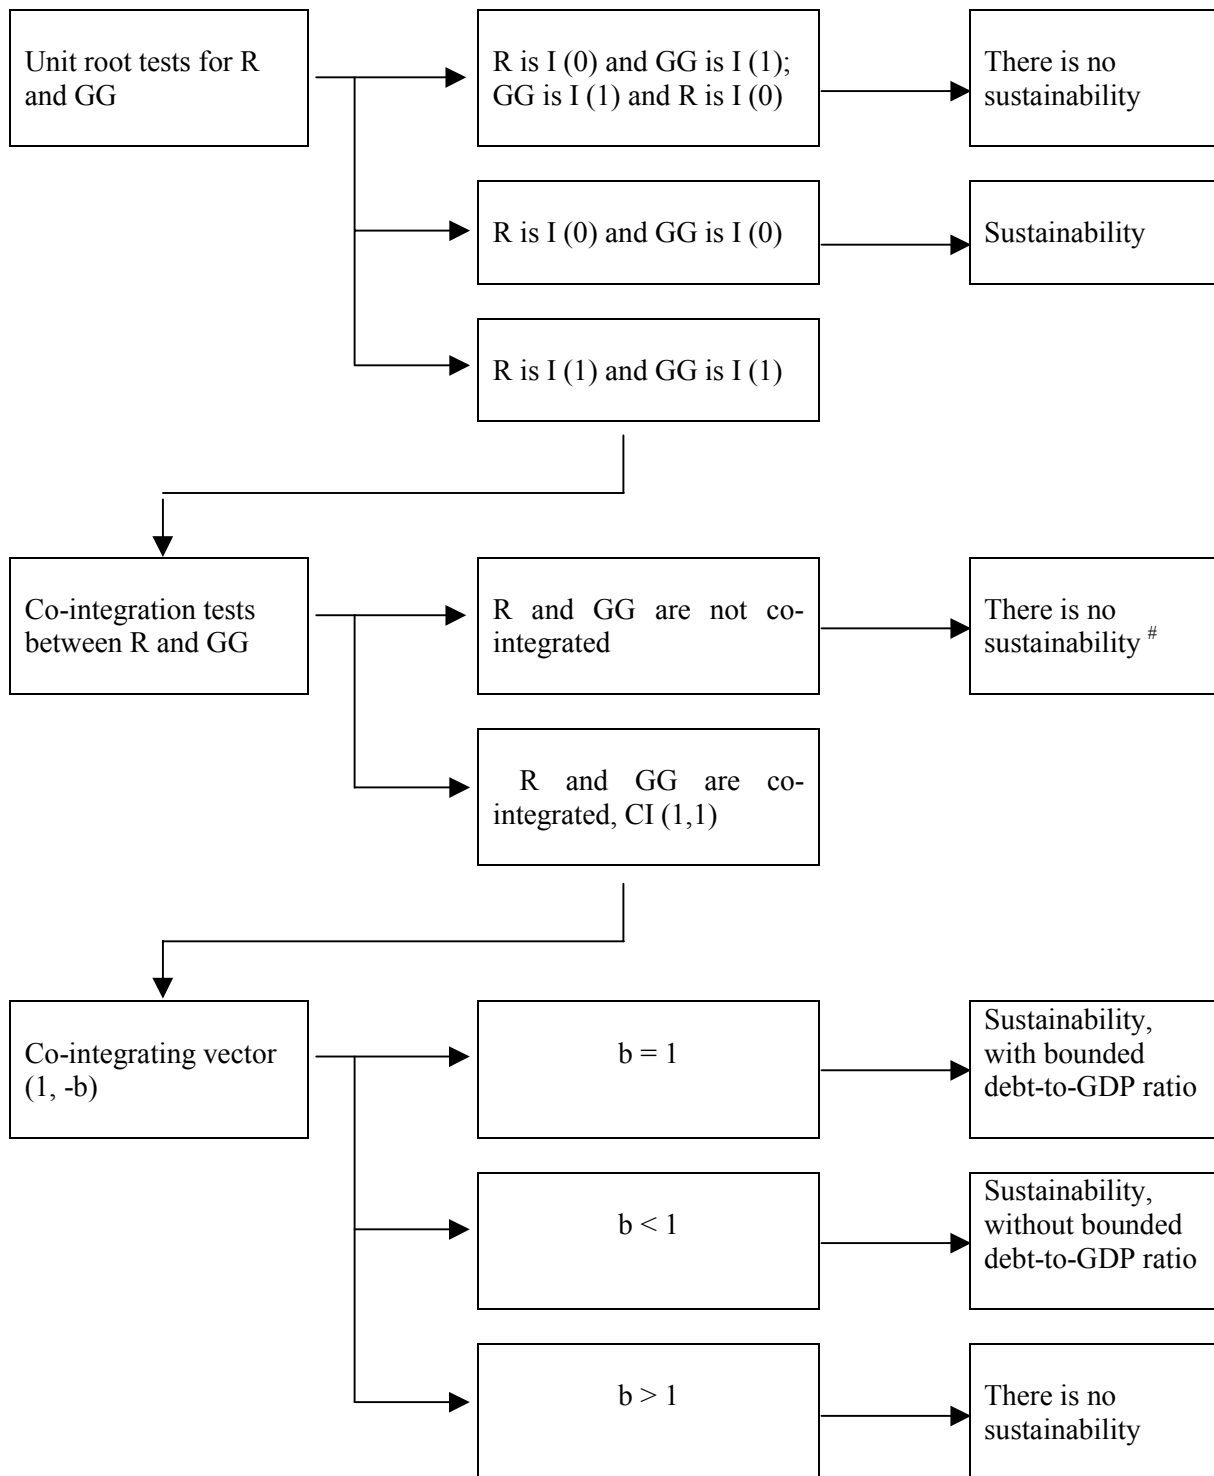 Unit root tests for R
and GG
R is I (0) and GG is I (1);
GG is I (1) and R is I (0)
There is no
sustainability
R is I (0) and GG is I (0)
Sustainability
R is I (1) and GG is I (1)
Co-integration tests
between R and GG
R and GG are not co-
integrated
There is no
sustainability #
R and GG are co-
integrated, CI (1,1)
Co-integrating vector
(1, -b)
b = 1
Sustainability,
with bounded
debt-to-GDP ratio
b < 1
Sustainability,
without bounded
debt-to-GDP ratio
b > 1
There is no
sustainability